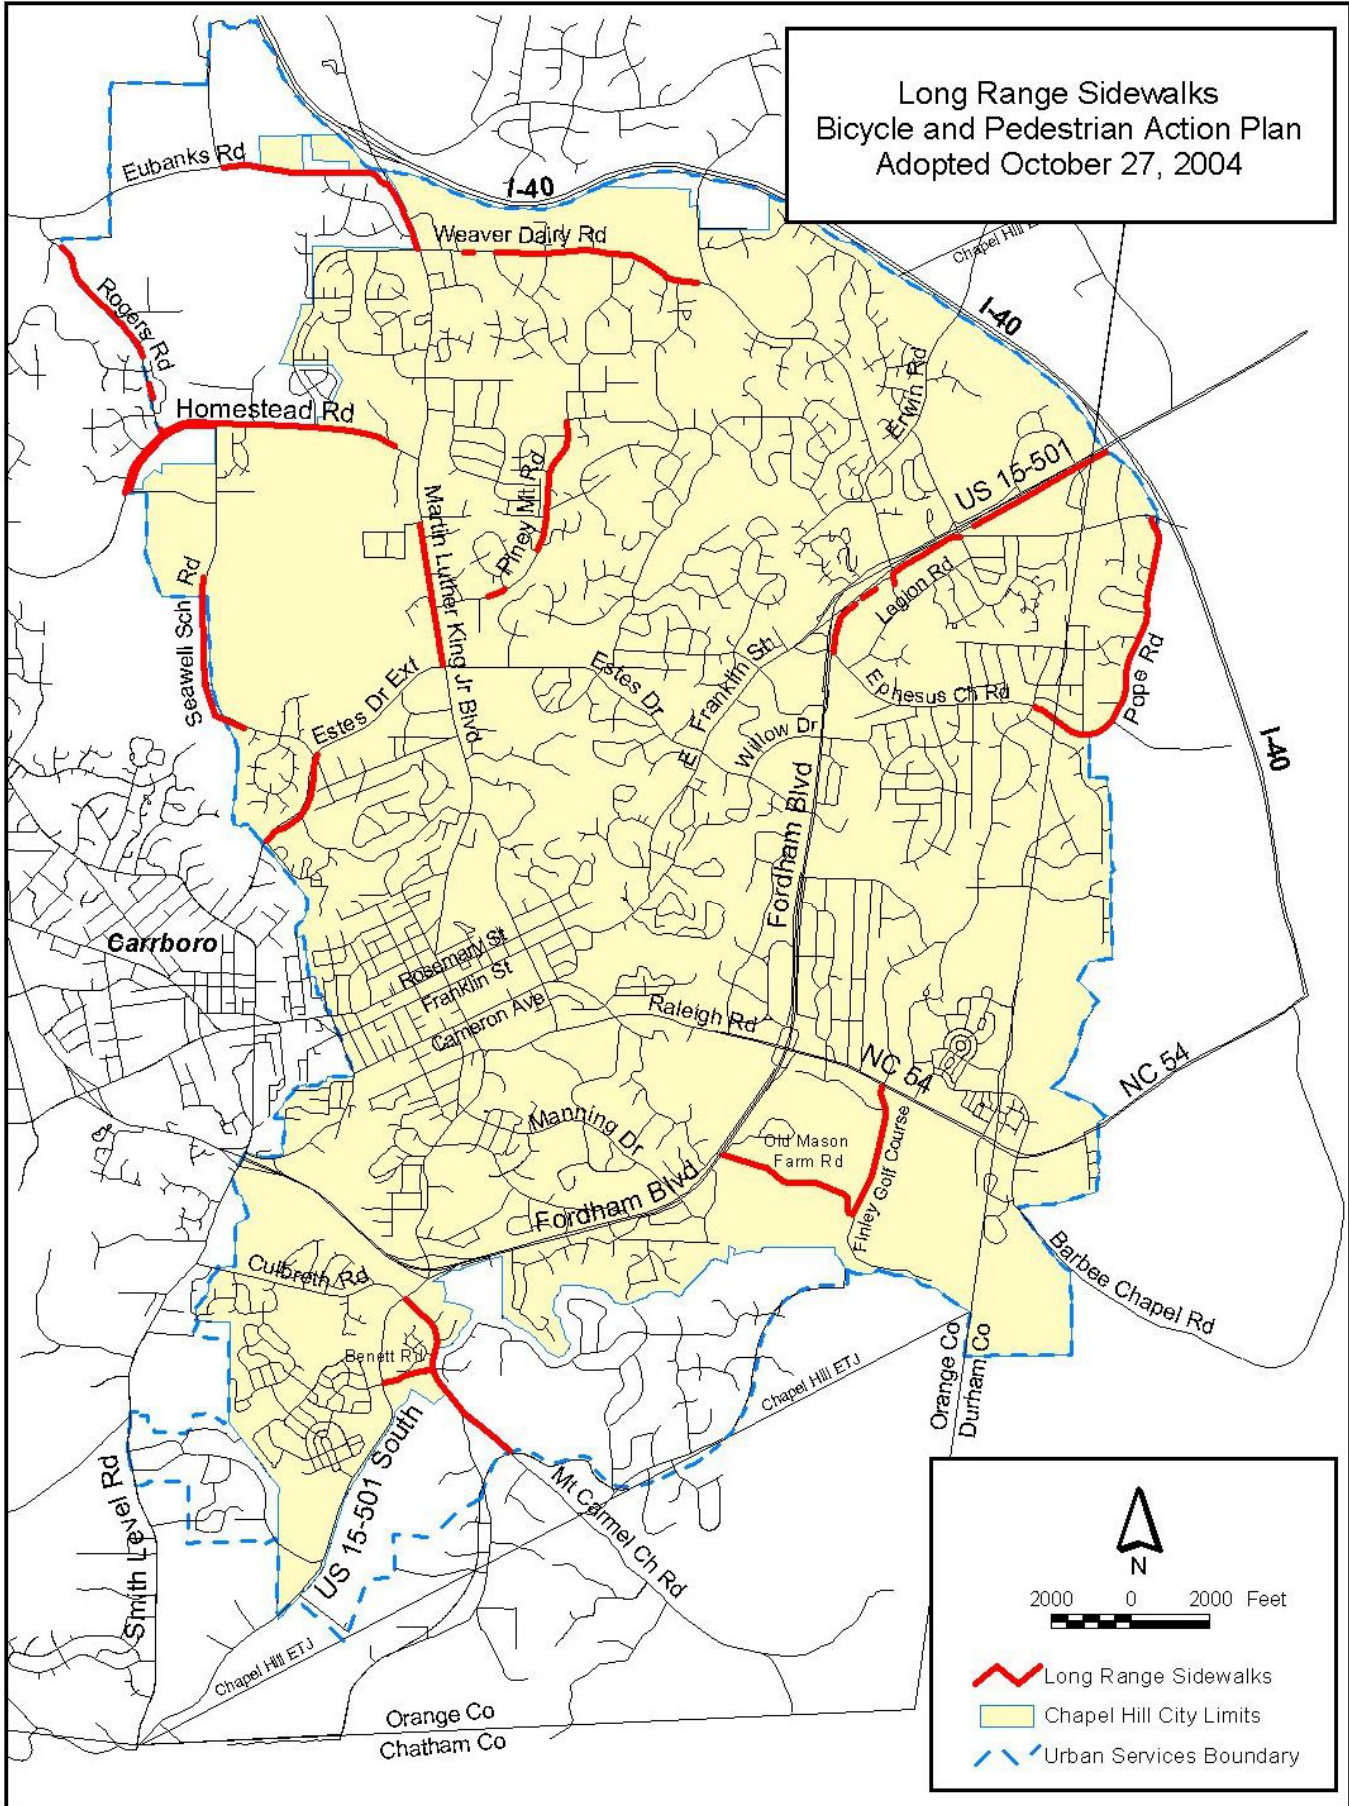 Long Range Sidewalks
Bicycle and Pedestrian Action Plan
Adopted October 27, 2004
Eubanks Rd
I-40
Weaver Dairy Rd
Chapel Hill
I-40
Rogers Rd
Homestead Rd
Erwin Rd
US 15-501
Piney Mt Rd
Martin Luther King Jr Blvd
Legion Rd
Seawell Sch Rd
Estes Dr Ext
Estes Dr
E Franklin St
Ephesus Ch Rd
Pope Rd
Willow Dr
I-40
Fordham Blvd
Carrboro
Rosemary St
Franklin St
Cameron Ave
Raleigh Rd
NC 54
NC 54
Manning Dr
Old Mason
Farm Rd
Finley Golf Course
Fordham Blvd
Culbreth Rd
Barbee Chapel Rd
Benett Rd
Chapel Hill ETJ
Orange Co
Durham Co
US 15-501 South
Smith Level Rd
Mt Carmel Ch Rd
Chapel Hill ETJ
Orange Co
Chatham Co
N
2000 0 2000 Feet
Long Range Sidewalks
Chapel Hill City Limits
Urban Services Boundary